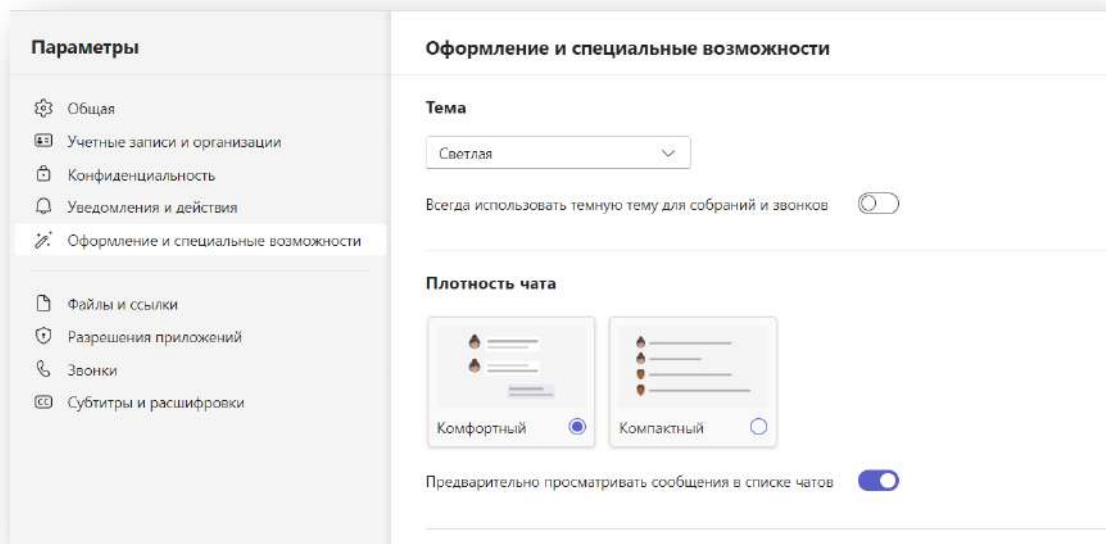 Параметры
Общая
Учетные записи и организации
Конфиденциальность
Уведомления и действия
Оформление и специальные возможности
Файлы и ссылки
Разрешения приложений
Звонки
CC Субтитры и расшифровки
Оформление и специальные возможности
Тема
Светлая
Всегда использовать темную тему для собраний и звонков
Плотность чата
Комфортный
Компактный
Предварительно просматривать сообщения в списке чатов